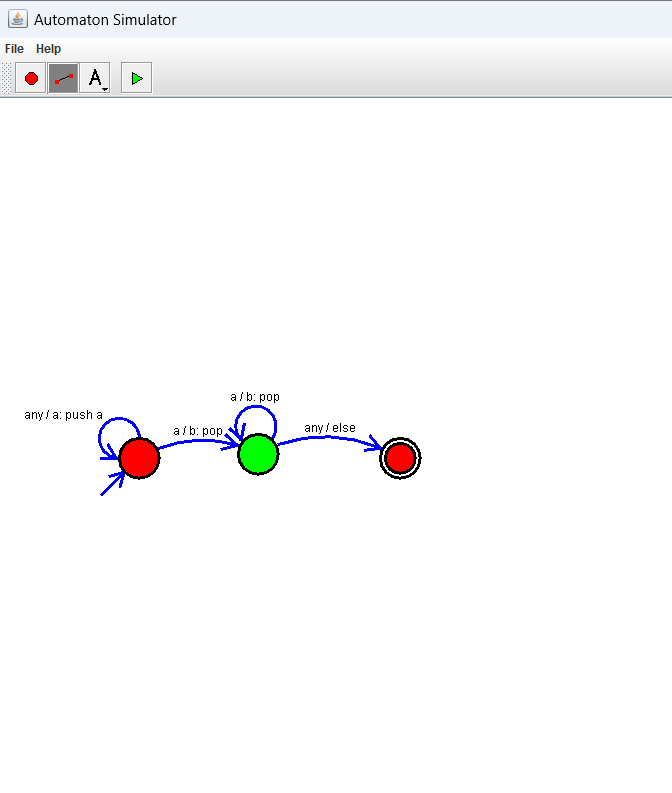 Automaton Simulator
File Help
A
a / b: pop
any / a: push a
a / b: pop
any / else